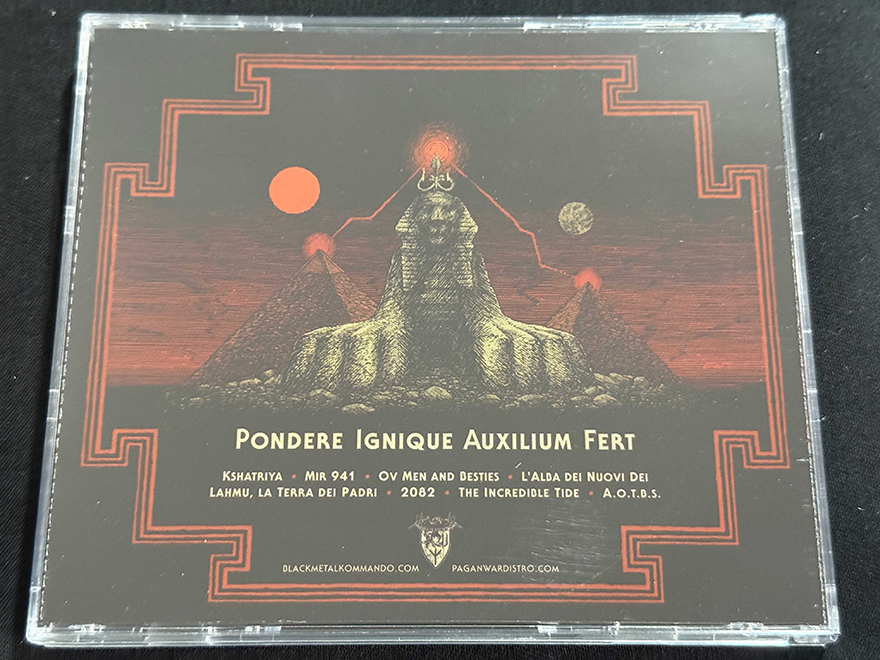 PONDERE IGNIQUE AUXILIUM FERT
KSHATRIYA • MIR 941 • OV MEN AND BESTIES • L'ALBA DEI NUOVI DEI
LAHMU, LA TERRA DEI PADRI • 2082 • THE INCREDIBLE TIDE • A.O.T.B.S.
BLACKMETALKOMMANDO.COM PAGANWARDISTRO.COM